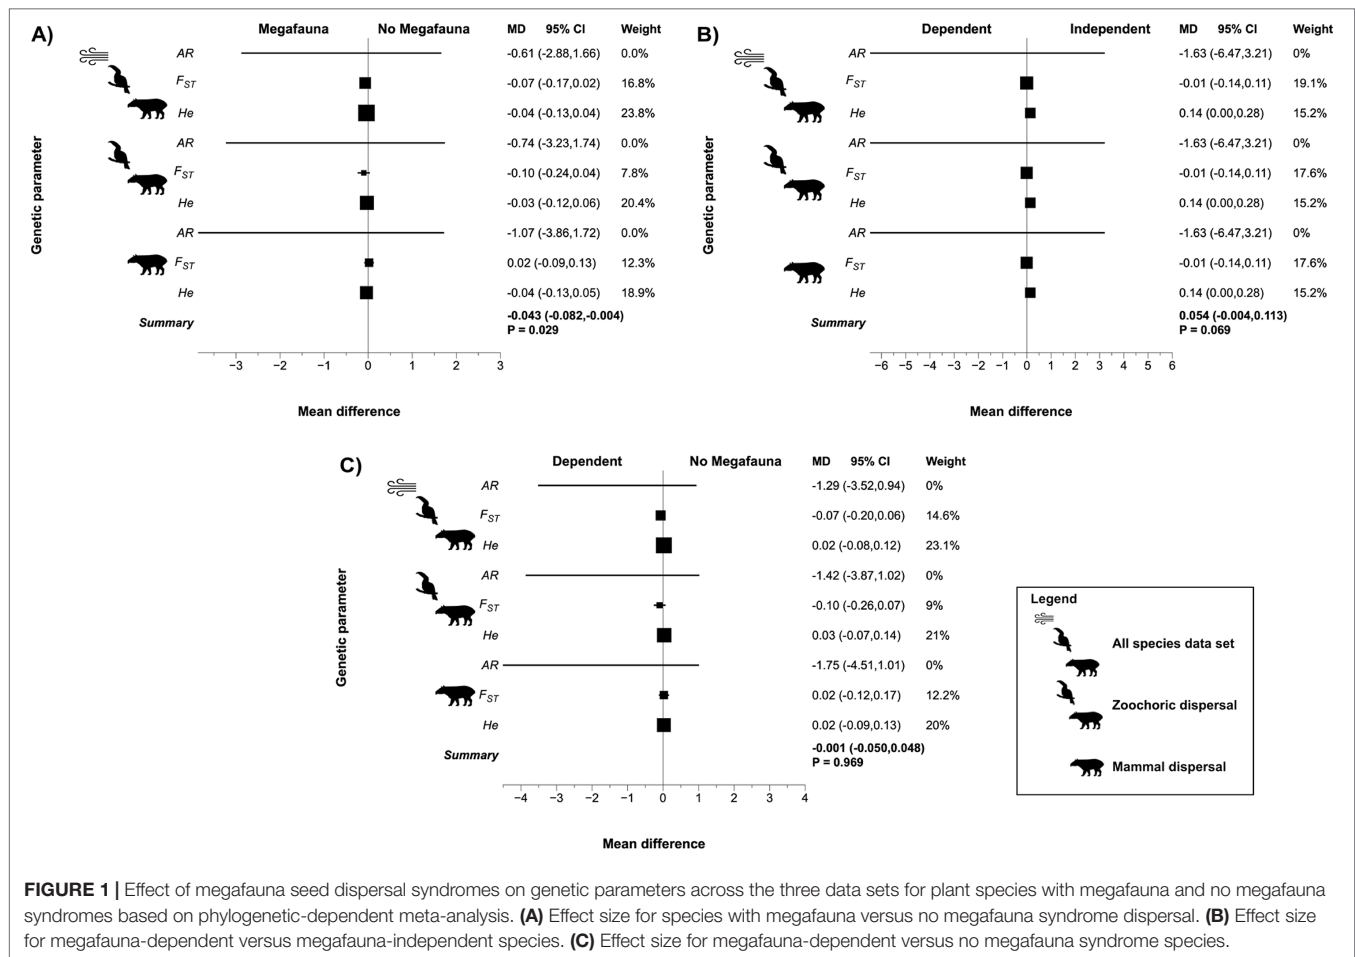 A)
Megafauna No Megafauna MD 95% CI Weight
AR -0.61 (-2.88,1.66) 0.0%
FST -0.07 (-0.17,0.02) 16.8%
He -0.04 (-0.13,0.04) 23.8%
AR -0.74 (-3.23,1.74) 0.0%
FST -0.10 (-0.24,0.04) 7.8%
He -0.03 (-0.12,0.06) 20.4%
AR -1.07 (-3.86,1.72) 0.0%
FST 0.02 (-0.09,0.13) 12.3%
He -0.04 (-0.13,0.05) 18.9%
Summary -0.043 (-0.082,-0.004)
P = 0.029
−3 −2 −1 0 1 2 3
Mean difference
Genetic parameter
B)
Dependent Independent MD 95% CI Weight
AR -1.63 (-6.47,3.21) 0%
FST -0.01 (-0.14,0.11) 19.1%
He 0.14 (0.00,0.28) 15.2%
AR -1.63 (-6.47,3.21) 0%
FST -0.01 (-0.14,0.11) 17.6%
He 0.14 (0.00,0.28) 15.2%
AR -1.63 (-6.47,3.21) 0%
FST -0.01 (-0.14,0.11) 17.6%
He 0.14 (0.00,0.28) 15.2%
Summary 0.054 (-0.004,0.113)
P = 0.069
−6 −5 −4 −3 −2 −1 0 1 2 3 4 5 6
Mean difference
Genetic parameter
C)
Dependent No Megafauna MD 95% CI Weight
AR -1.29 (-3.52,0.94) 0%
FST -0.07 (-0.20,0.06) 14.6%
He 0.02 (-0.08,0.12) 23.1%
AR -1.42 (-3.87,1.02) 0%
FST -0.10 (-0.26,0.07) 9%
He 0.03 (-0.07,0.14) 21%
AR -1.75 (-4.51,1.01) 0%
FST 0.02 (-0.12,0.17) 12.2%
He 0.02 (-0.09,0.13) 20%
Summary -0.001 (-0.050,0.048)
P = 0.969
−4 −3 −2 −1 0 1 2 3 4
Mean difference
Genetic parameter
Legend
All species data set
Zoochoric dispersal
Mammal dispersal
FIGURE 1 | Effect of megafauna seed dispersal syndromes on genetic parameters across the three data sets for plant species with megafauna and no megafauna
syndromes based on phylogenetic-dependent meta-analysis. (A) Effect size for species with megafauna versus no megafauna syndrome dispersal. (B) Effect size
for megafauna-dependent versus megafauna-independent species. (C) Effect size for megafauna-dependent versus no megafauna syndrome species.